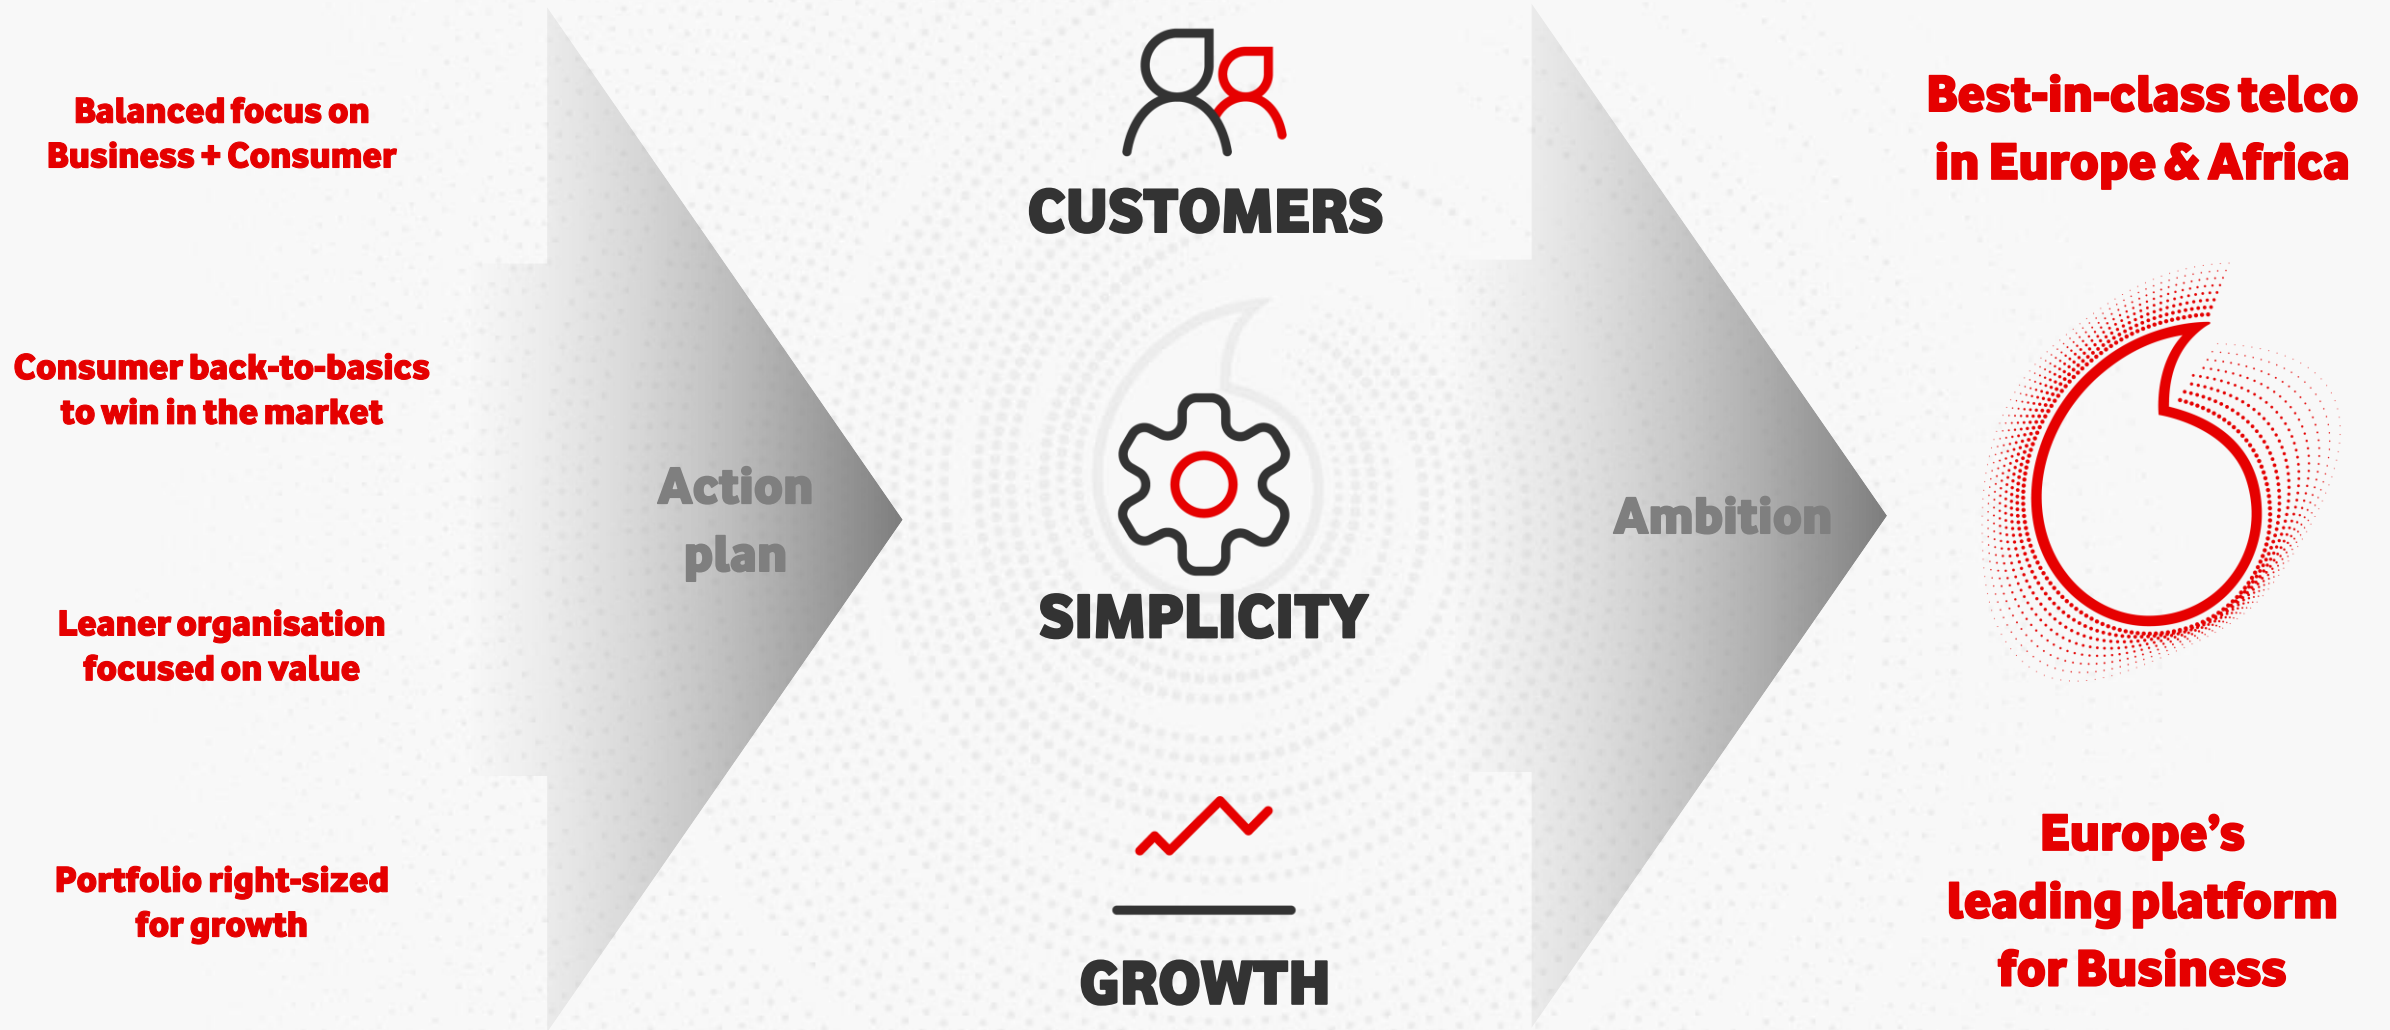 Balanced focus on
Business + Consumer
Consumer back-to-basics
to win in the market
Leaner organisation
focused on value
Portfolio right-sized
for growth
Action
plan
CUSTOMERS
SIMPLICITY
GROWTH
Ambition
Best-in-class telco
in Europe & Africa
Europe’s
leading platform
for Business